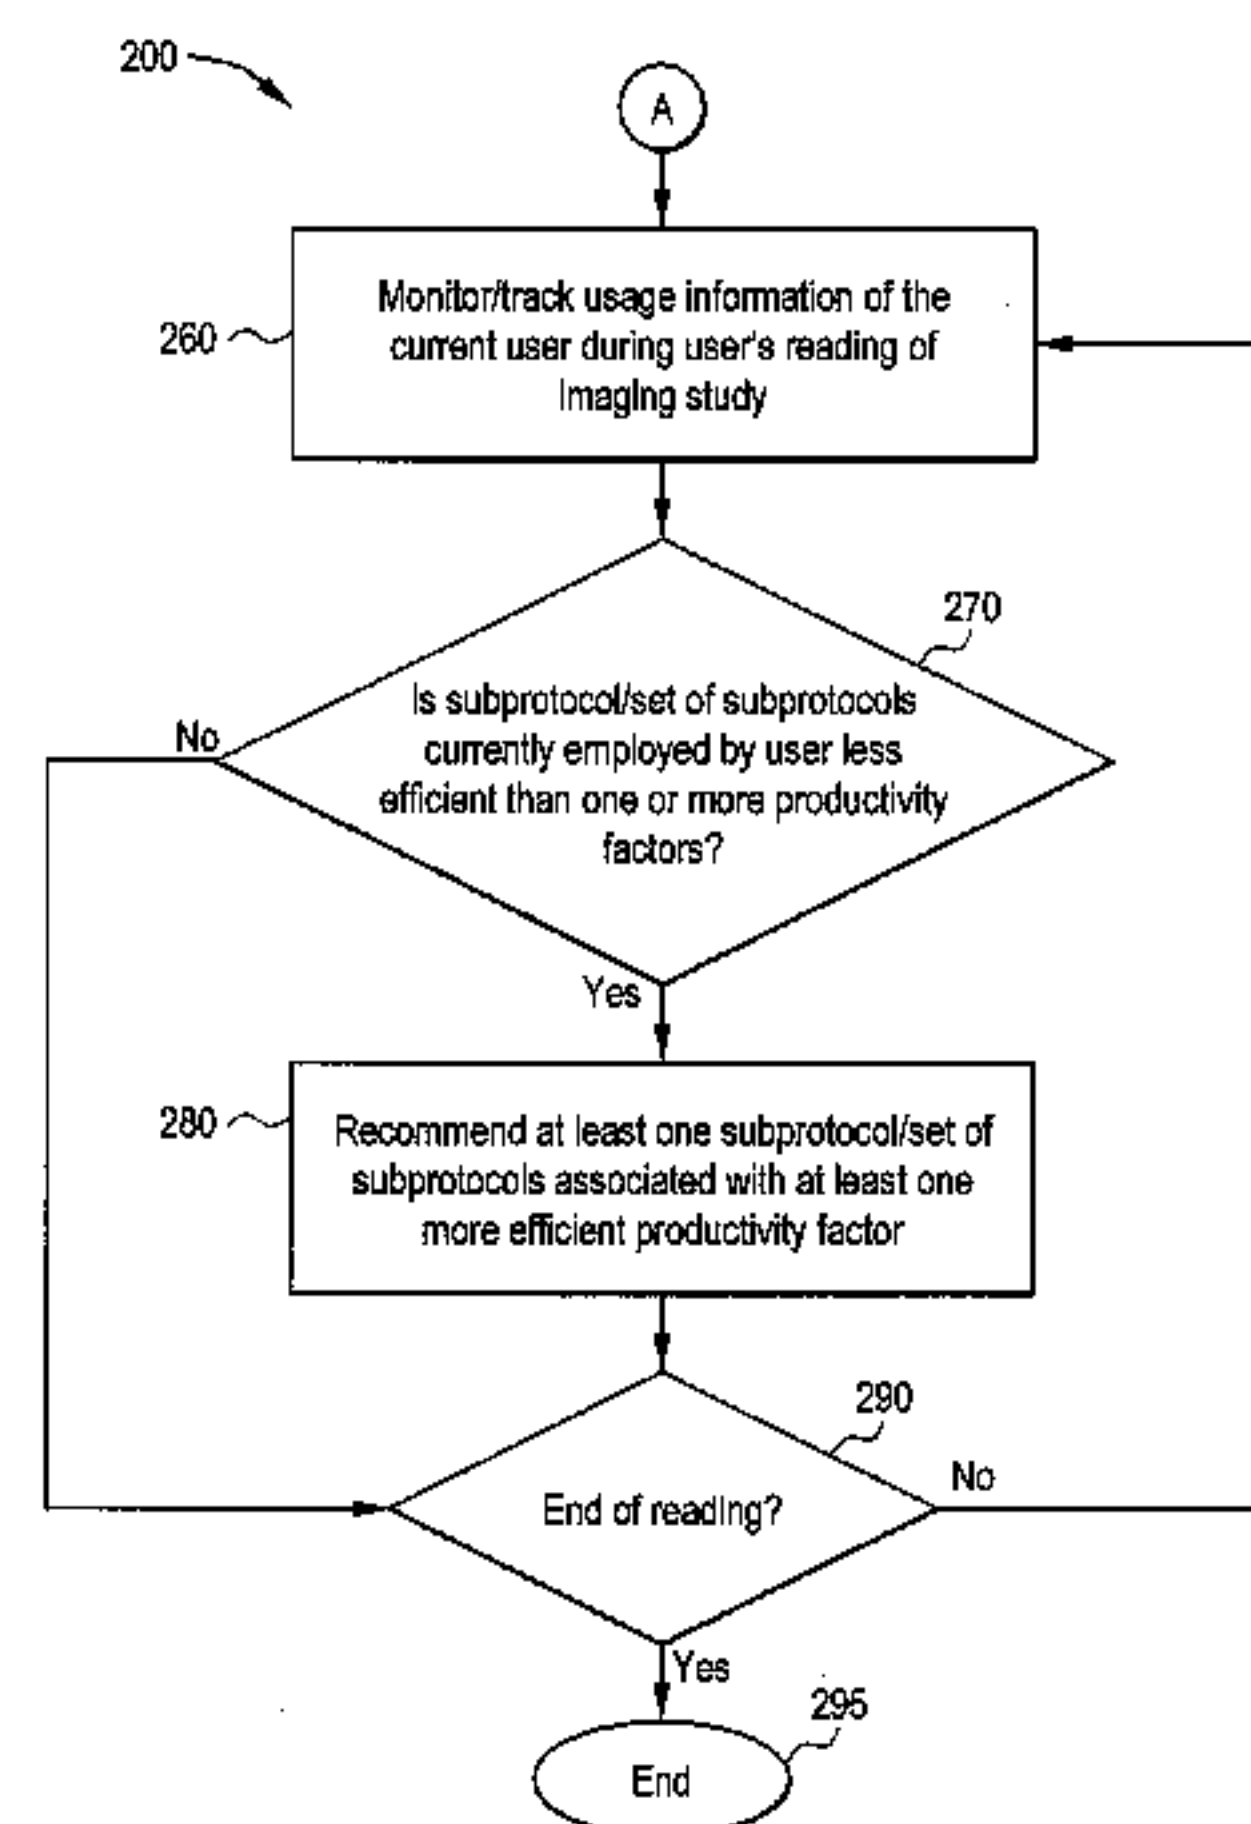 200
A
260
Monitor/track usage information of the
current user during user's reading of
imaging study
270
No
Is subprotocol/set of subprotocols
currently employed by user less
efficient than one or more productivity
factors?
Yes
280
Recommend at least one subprotocol/set of
subprotocols associated with at least one
more efficient productivity factor
290
No
End of reading?
Yes
295
End